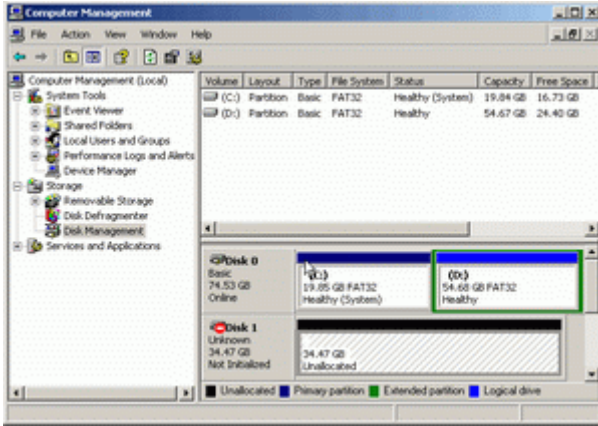 Computer Management
File Action View Window Help
Computer Management (Local)
System Tools
Event Viewer
Shared Folders
Local Users and Groups
Performance Logs and Alerts
Device Manager
Storage
Removable Storage
Disk Defragmenter
Disk Management
Services and Applications
Volume Layout Type File System Status Capacity Free Space
(C:) Partition Basic FAT32 Healthy (System) 19.84 GB 16.73 GB
(D:) Partition Basic FAT32 Healthy 54.67 GB 24.40 GB
Disk 0
Basic
74.53 GB
Online
(C:)
19.85 GB FAT32
Healthy (System)
(D:)
54.68 GB FAT32
Healthy
Disk 1
Unknown
34.47 GB
Not Initialized
34.47 GB
Unallocated
Unallocated Primary partition Extended partition Logical drive